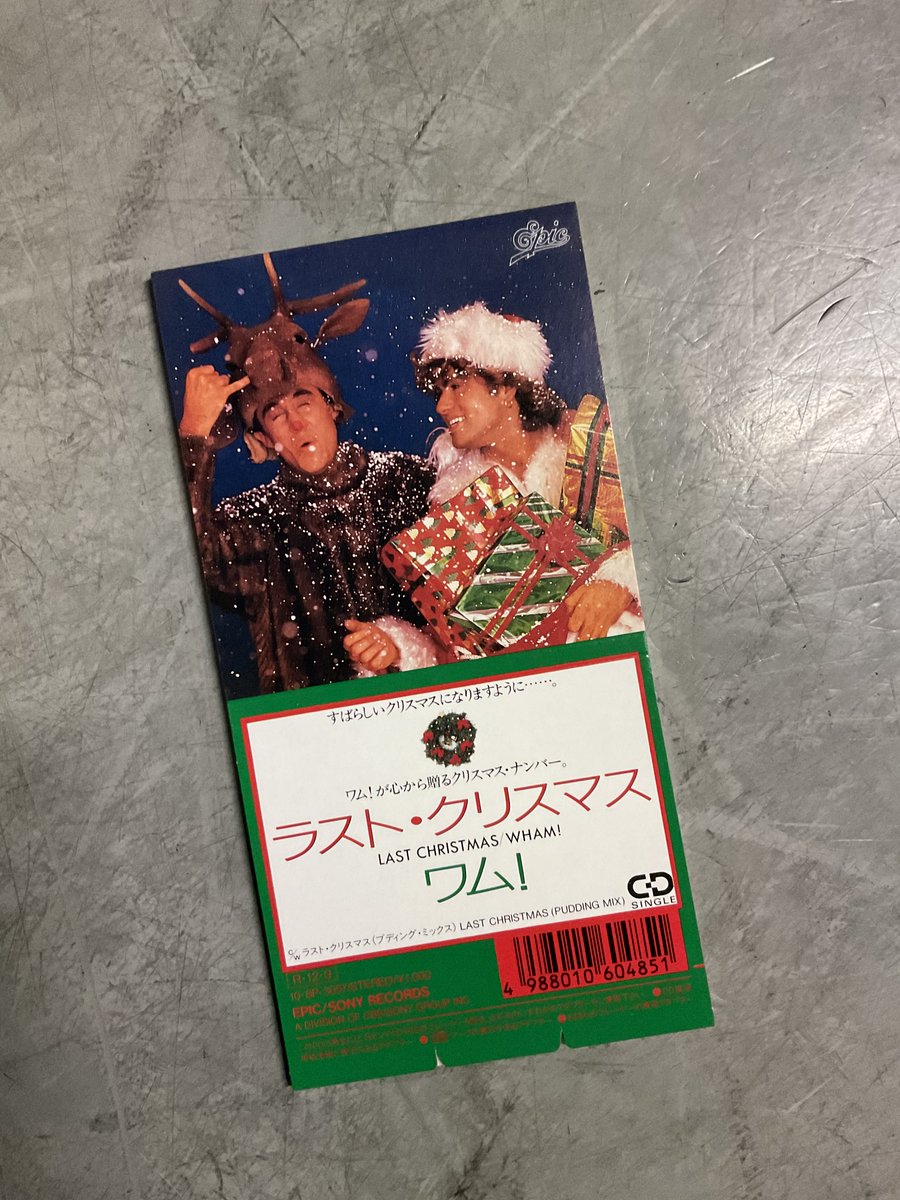 Epic
すばらしいクリスマスになりますように……。
ワム！が心から贈るクリスマス・ナンバー。
ラスト・クリスマス
LAST CHRISTMAS/WHAM!
ワム！
CD
SINGLE
c/w ラスト・クリスマス(プディング・ミックス) LAST CHRISTMAS (PUDDING MIX)
R-12-9
EPIC/SONY RECORDS
A DIVISION OF CBS/SONY GROUP INC.
4 988010 604851